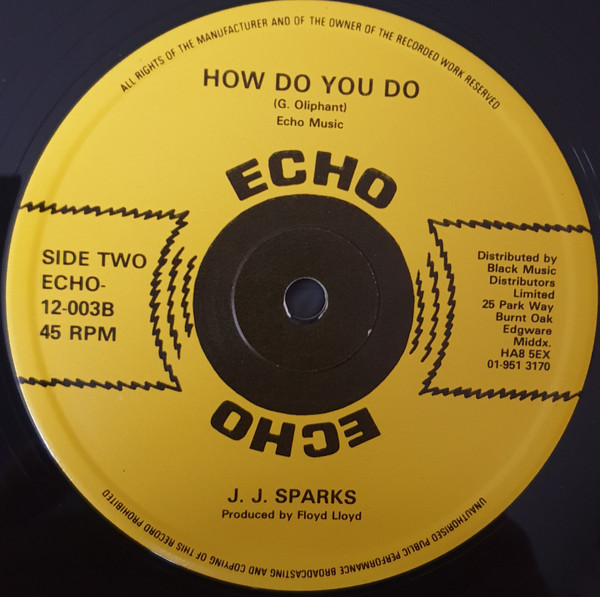 ALL RIGHTS OF THE MANUFACTURER AND OF THE OWNER OF THE RECORDED WORK RESERVED
HOW DO YOU DO
(G. Oliphant)
Echo Music
ECHO
SIDE TWO
ECHO-
12-003B
45 RPM
Distributed by
Black Music
Distributors
Limited
25 Park Way
Burnt Oak
Edgware
Middx.
HA8 5EX
01-951 3170
ECHO
J. J. SPARKS
Produced by Floyd Lloyd
UNAUTHORISED PUBLIC PERFORMANCE BROADCASTING AND COPYING OF THIS RECORD PROHIBITED